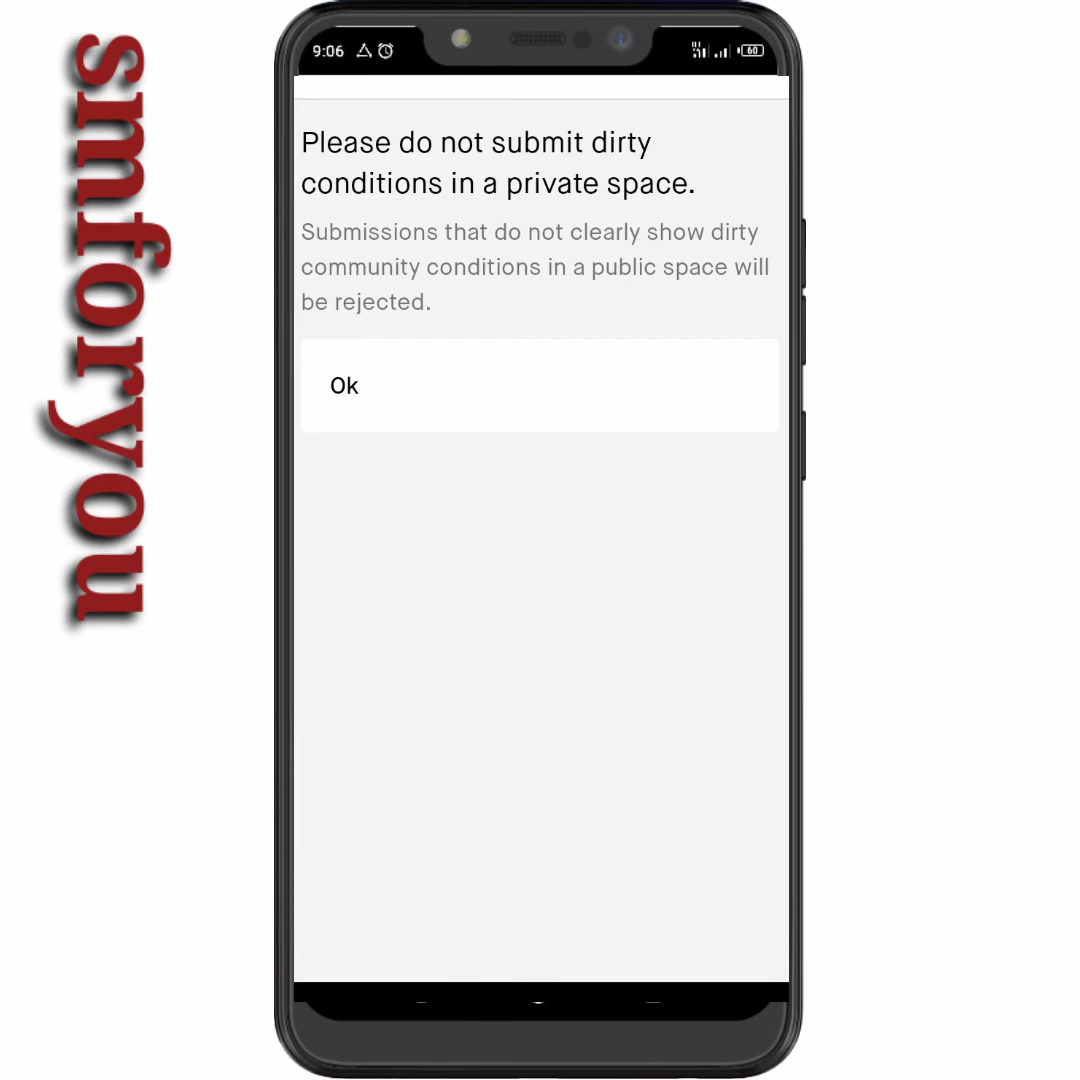 smforyou
9:06
60
Please do not submit dirty
conditions in a private space.
Submissions that do not clearly show dirty
community conditions in a public space will
be rejected.
Ok